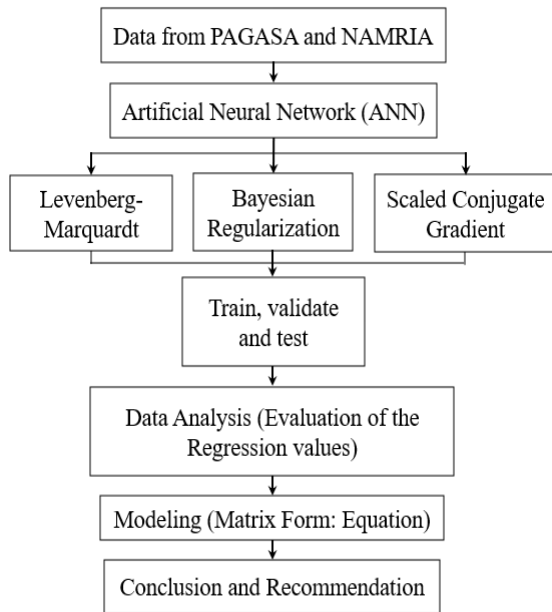 Data from PAGASA and NAMRIA
Artificial Neural Network (ANN)
Levenberg-
Marquardt
Bayesian
Regularization
Scaled Conjugate
Gradient
Train, validate
and test
Data Analysis (Evaluation of the
Regression values)
Modeling (Matrix Form: Equation)
Conclusion and Recommendation